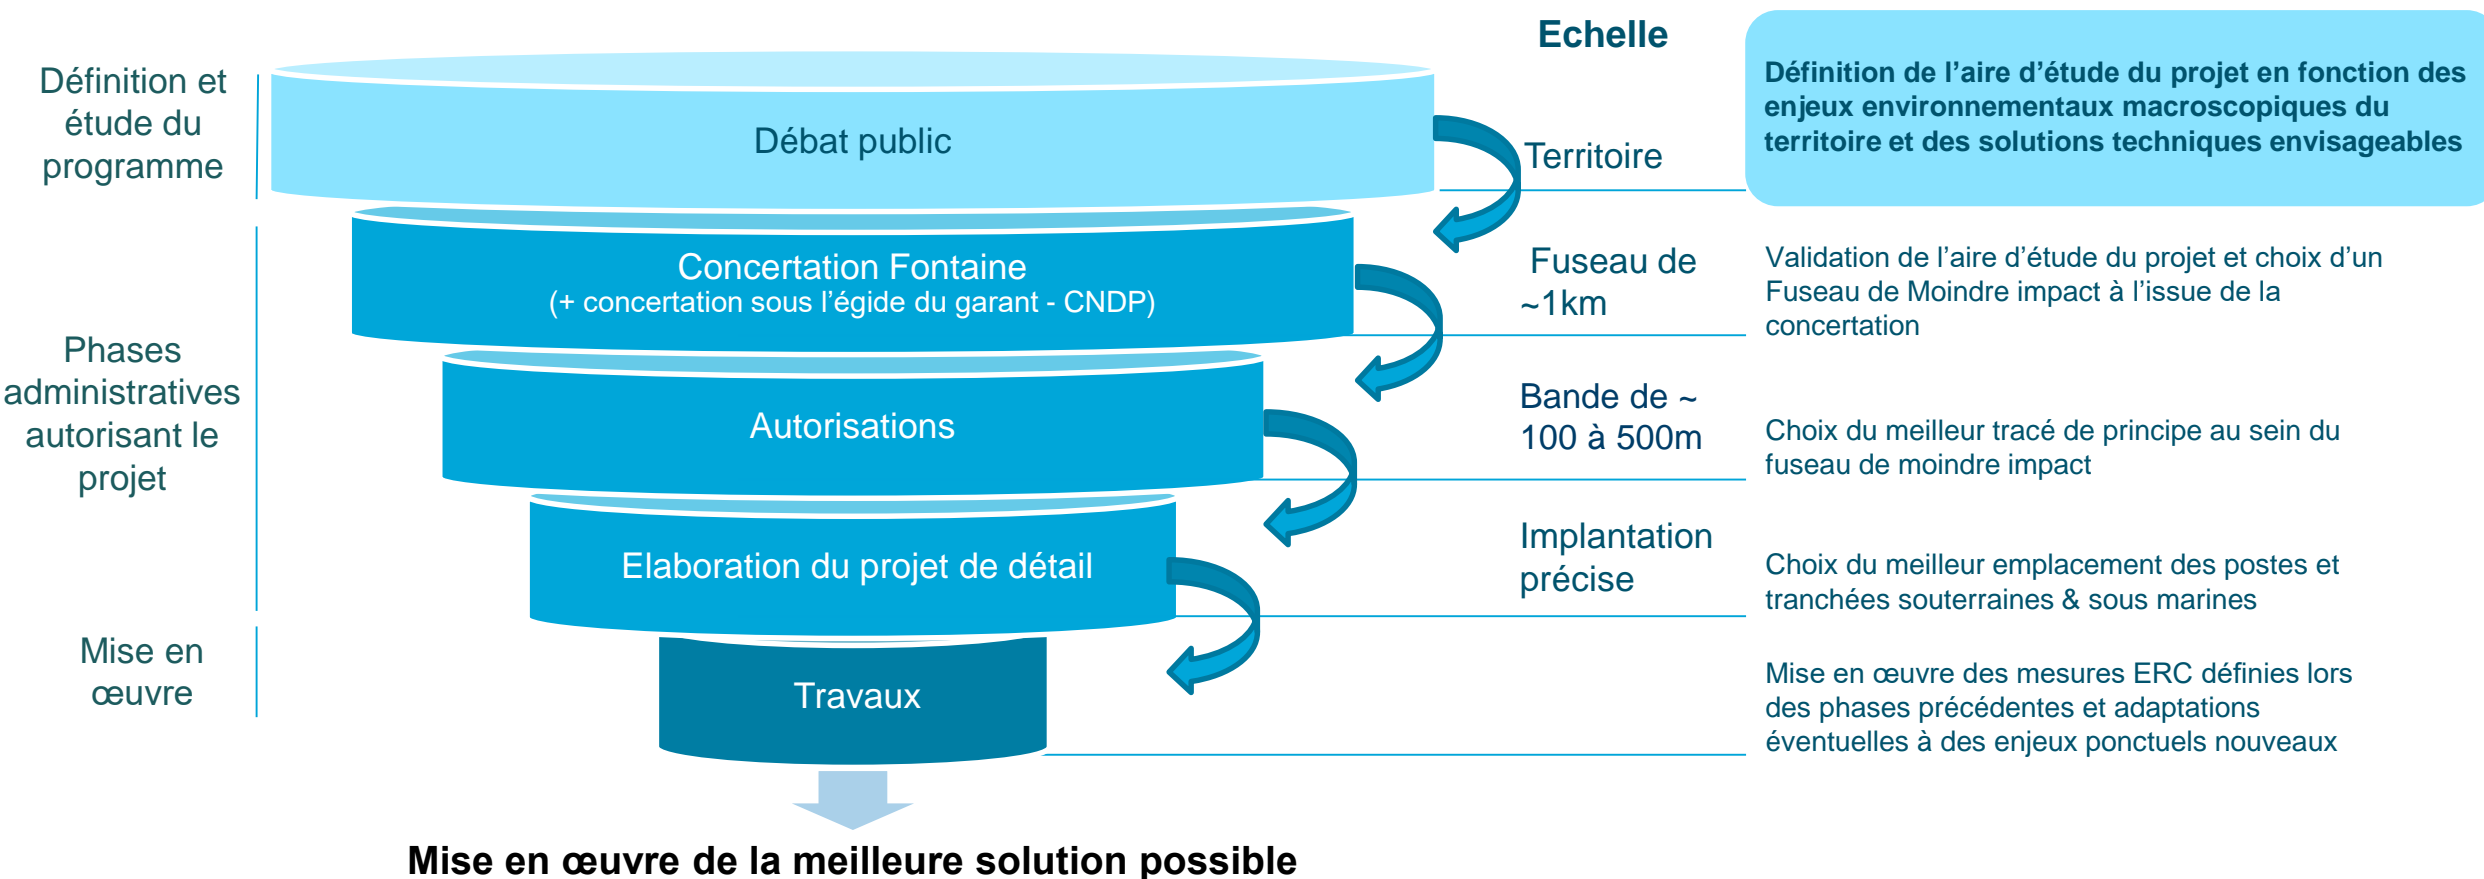 Echelle
Définition et
étude du
programme
Débat public
Territoire
Définition de l’aire d’étude du projet en fonction des
enjeux environnementaux macroscopiques du
territoire et des solutions techniques envisageables
Phases
administratives
autorisant le
projet
Concertation Fontaine
(+ concertation sous l’égide du garant - CNDP)
Fuseau de
~1km
Validation de l’aire d’étude du projet et choix d’un
Fuseau de Moindre impact à l’issue de la
concertation
Autorisations
Bande de ~
100 à 500m
Choix du meilleur tracé de principe au sein du
fuseau de moindre impact
Elaboration du projet de détail
Implantation
précise
Choix du meilleur emplacement des postes et
tranchées souterraines & sous marines
Mise en
œuvre
Travaux
Mise en œuvre des mesures ERC définies lors
des phases précédentes et adaptations
éventuelles à des enjeux ponctuels nouveaux
Mise en œuvre de la meilleure solution possible